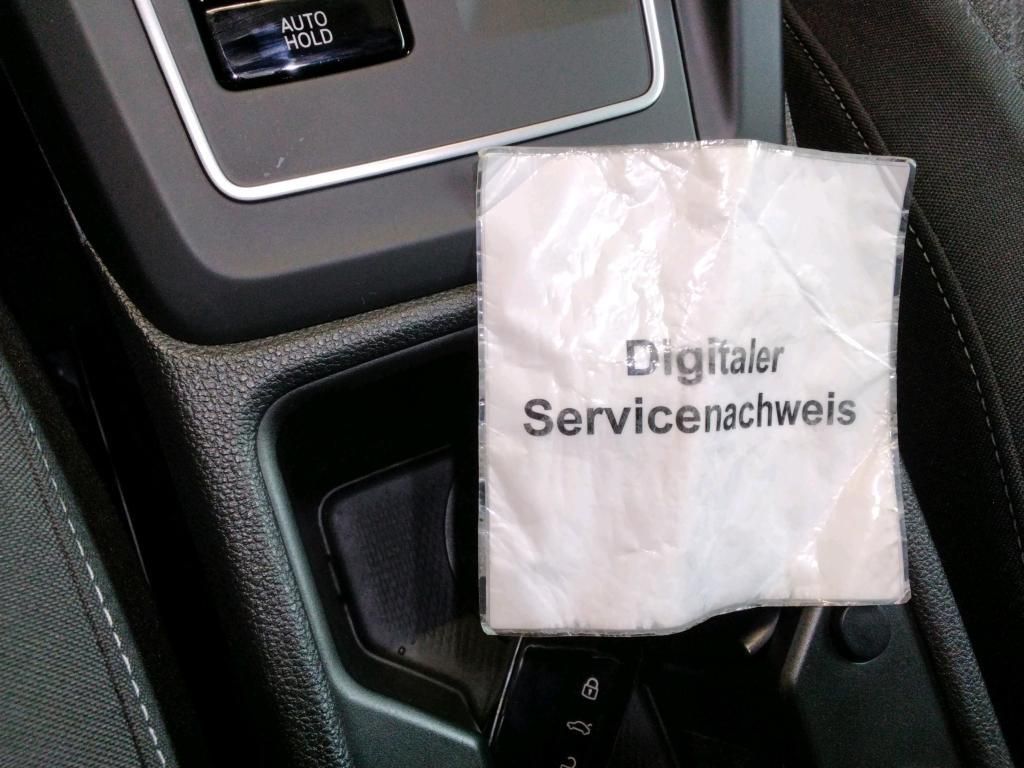 AUTO
HOLD
Digitaler
Servicenachweis